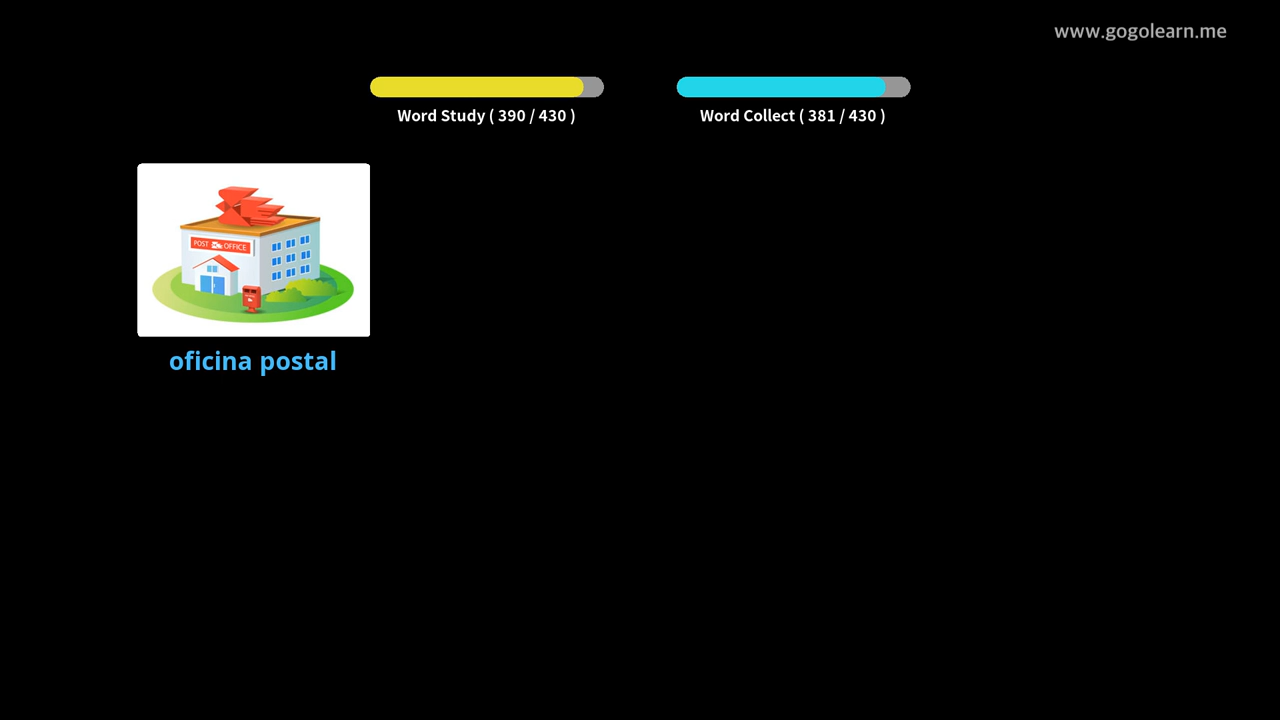 www.gogolearn.me
Word Study ( 390 / 430 )
Word Collect ( 381 / 430 )
POST OFFICE
oficina postal